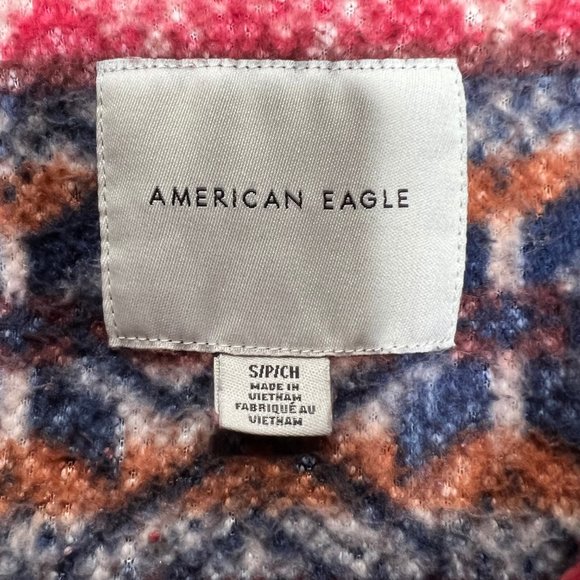 AMERICAN EAGLE
S/P/CH
MADE IN
VIETNAM
FABRIQUÉ AU
VIETNAM